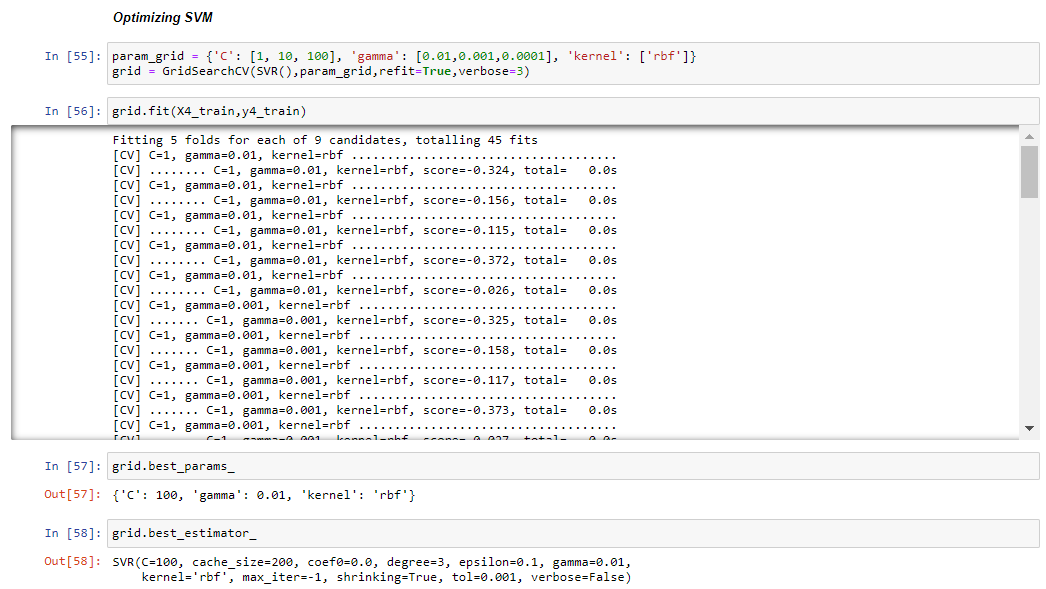 Optimizing SVM
In [55]: param_grid = {'C': [1, 10, 100], 'gamma': [0.01,0.001,0.0001], 'kernel': ['rbf']}
grid = GridSearchCV(SVR(),param_grid,refit=True,verbose=3)
In [56]: grid.fit(X4_train,y4_train)
Fitting 5 folds for each of 9 candidates, totalling 45 fits
[CV] C=1, gamma=0.01, kernel=rbf .....................................
[CV] ........ C=1, gamma=0.01, kernel=rbf, score=-0.324, total=   0.0s
[CV] C=1, gamma=0.01, kernel=rbf .....................................
[CV] ........ C=1, gamma=0.01, kernel=rbf, score=-0.156, total=   0.0s
[CV] C=1, gamma=0.01, kernel=rbf .....................................
[CV] ........ C=1, gamma=0.01, kernel=rbf, score=-0.115, total=   0.0s
[CV] C=1, gamma=0.01, kernel=rbf .....................................
[CV] ........ C=1, gamma=0.01, kernel=rbf, score=-0.372, total=   0.0s
[CV] C=1, gamma=0.01, kernel=rbf .....................................
[CV] ........ C=1, gamma=0.01, kernel=rbf, score=-0.026, total=   0.0s
[CV] C=1, gamma=0.001, kernel=rbf ....................................
[CV] ....... C=1, gamma=0.001, kernel=rbf, score=-0.325, total=   0.0s
[CV] C=1, gamma=0.001, kernel=rbf ....................................
[CV] ....... C=1, gamma=0.001, kernel=rbf, score=-0.158, total=   0.0s
[CV] C=1, gamma=0.001, kernel=rbf ....................................
[CV] ....... C=1, gamma=0.001, kernel=rbf, score=-0.117, total=   0.0s
[CV] C=1, gamma=0.001, kernel=rbf ....................................
[CV] ....... C=1, gamma=0.001, kernel=rbf, score=-0.373, total=   0.0s
[CV] C=1, gamma=0.001, kernel=rbf ....................................
[CV] ....... C=1, gamma=0.001, kernel=rbf, score=-0.027, total=   0.0s
In [57]: grid.best_params_
Out[57]: {'C': 100, 'gamma': 0.01, 'kernel': 'rbf'}
In [58]: grid.best_estimator_
Out[58]: SVR(C=100, cache_size=200, coef0=0.0, degree=3, epsilon=0.1, gamma=0.01,
kernel='rbf', max_iter=-1, shrinking=True, tol=0.001, verbose=False)